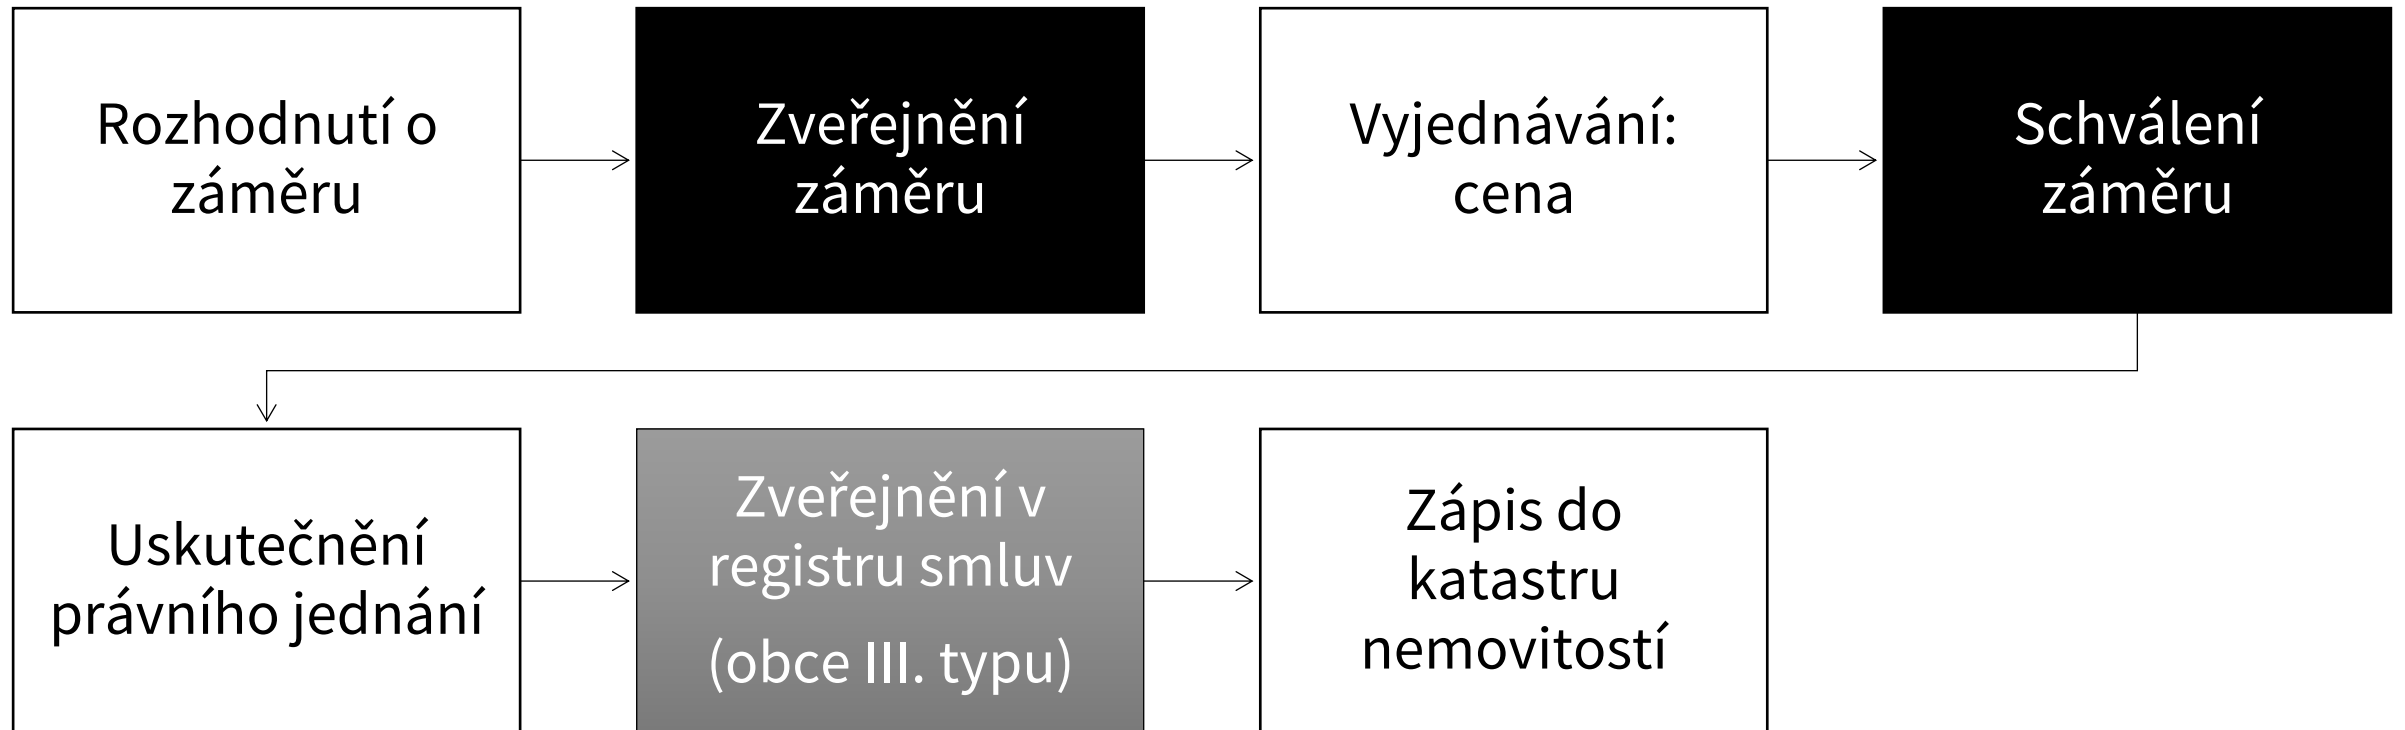 Rozhodnutí o
záměru
Zveřejnění
záměru
Vyjednávání:
cena
Schválení
záměru
Uskutečnění
právního jednání
Zveřejnění v
registru smluv
(obce III. typu)
Zápis do
katastru
nemovitostí